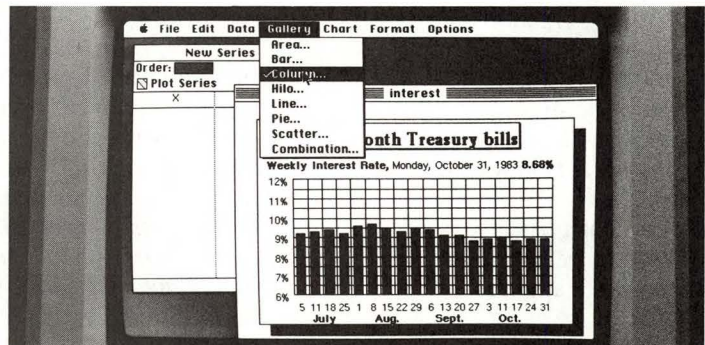 File Edit Data Gallery Chart Format Options
New Series
Order:
Plot Series
X
Area...
Bar...
✓Column...
Hilo...
Line...
Pie...
Scatter...
Combination...
interest
onth Treasury bills
Weekly Interest Rate, Monday, October 31, 1983 8.68%
12%
11%
10%
9%
8%
7%
6%
5 11 18 25 1 8 15 22 29 6 13 20 27 3 11 17 24 31
July Aug. Sept. Oct.